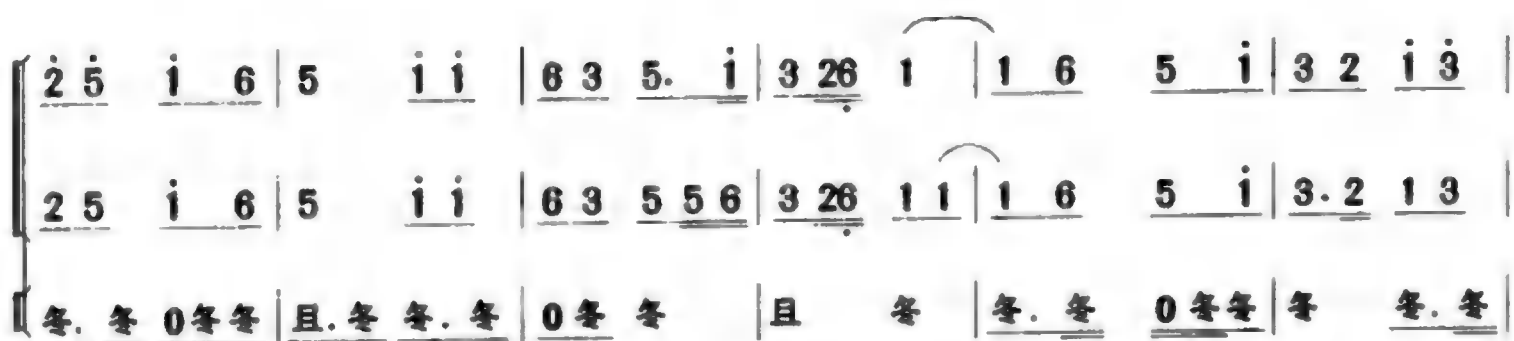 2̇ 5̇ i̇ 6 | 5 i̇ i̇ | 6 3 5. i̇ | 3 26̣ 1 | 1 6 5 i̇ | 3 2 i̇ 3̇ |
2 5 i̇ 6 | 5 i̇ i̇ | 6 3 5 5 6 | 3 26̣ 1 1 | 1 6 5 i̇ | 3. 2 1 3 |
冬. 冬 0冬冬 | 且. 冬 冬. 冬 | 0冬 冬 | 且 冬 | 冬. 冬 0冬冬 | 冬 冬. 冬 |